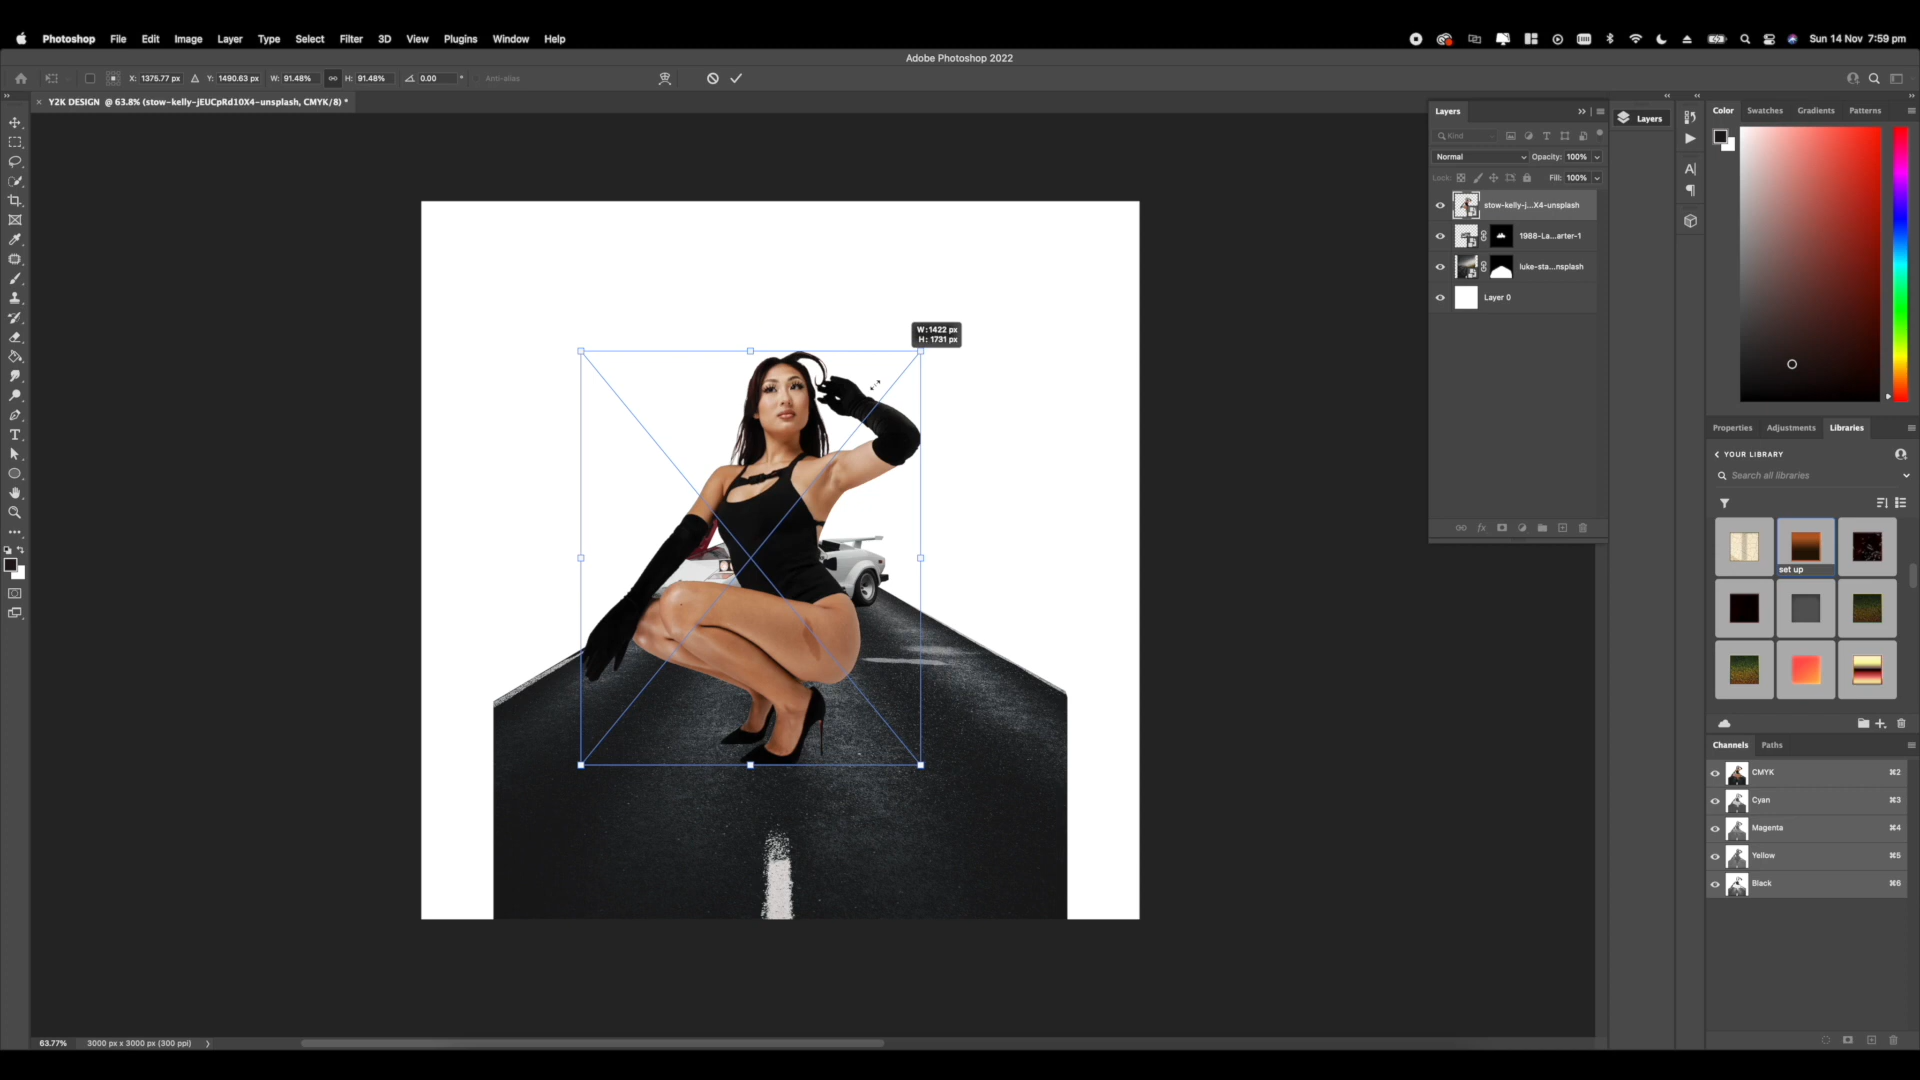 Photoshop File Edit Image Layer Type Select Filter 3D View Plugins Window Help
Sun 14 Nov 7:59 pm
Adobe Photoshop 2022
X: 1375.77 px Y: 1490.63 px W: 91.48% H: 91.48% 0.00 ° Anti-alias
× Y2K DESIGN @ 63.8% (stow-kelly-jEUCpRd10X4-unsplash, CMYK/8) *
Layers
Kind
Normal Opacity: 100%
Lock: Fill: 100%
stow-kelly-j...X4-unsplash
1988-La...arter-1
luke-sta...nsplash
Layer 0
Layers
Color Swatches Gradients Patterns
W: 1422 px
H: 1731 px
Properties Adjustments Libraries
YOUR LIBRARY
Search all libraries
set up
Channels Paths
CMYK ⌘2
Cyan ⌘3
Magenta ⌘4
Yellow ⌘5
Black ⌘6
63.77% 3000 px x 3000 px (300 ppi)